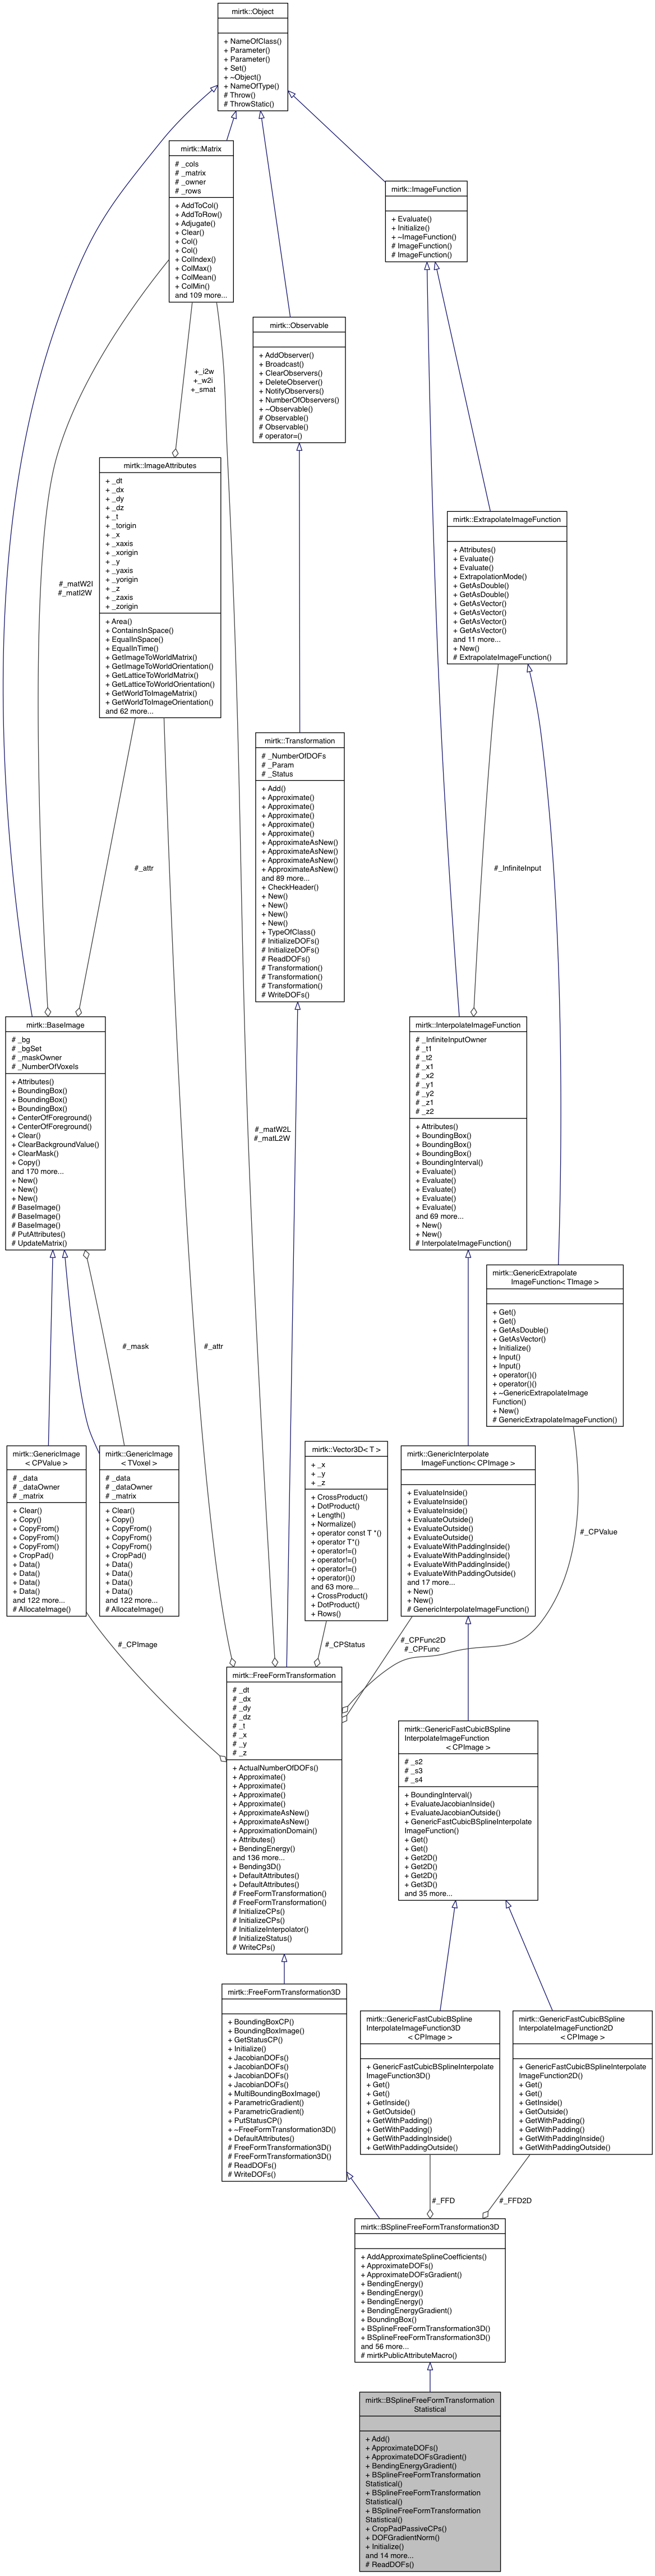 mirtk::Object
+ NameOfClass()
+ Parameter()
+ Parameter()
+ Set()
+ ~Object()
+ NameOfType()
# Throw()
# ThrowStatic()
mirtk::Matrix
# _cols
# _matrix
# _owner
# _rows
+ AddToCol()
+ AddToRow()
+ Adjugate()
+ Clear()
+ Col()
+ Col()
+ ColIndex()
+ ColMax()
+ ColMean()
+ ColMin()
and 109 more...
mirtk::ImageFunction
+ Evaluate()
+ Initialize()
+ ~ImageFunction()
# ImageFunction()
# ImageFunction()
mirtk::Observable
+ AddObserver()
+ Broadcast()
+ ClearObservers()
+ DeleteObserver()
+ NotifyObservers()
+ NumberOfObservers()
+ ~Observable()
# Observable()
# Observable()
# operator=()
+_i2w
+_w2i
+_smat
mirtk::ImageAttributes
+ _dt
+ _dx
+ _dy
+ _dz
+ _t
+ _torigin
+ _x
+ _xaxis
+ _xorigin
+ _y
+ _yaxis
+ _yorigin
+ _z
+ _zaxis
+ _zorigin
+ Area()
+ ContainsInSpace()
+ EqualInSpace()
+ EqualInTime()
+ GetImageToWorldMatrix()
+ GetImageToWorldOrientation()
+ GetLatticeToWorldMatrix()
+ GetLatticeToWorldOrientation()
+ GetWorldToImageMatrix()
+ GetWorldToImageOrientation()
and 62 more...
#_matW2I
#_matI2W
mirtk::ExtrapolateImageFunction
+ Attributes()
+ Evaluate()
+ Evaluate()
+ ExtrapolationMode()
+ GetAsDouble()
+ GetAsDouble()
+ GetAsVector()
+ GetAsVector()
+ GetAsVector()
+ GetAsVector()
and 11 more...
+ New()
# ExtrapolateImageFunction()
mirtk::Transformation
# _NumberOfDOFs
# _Param
# _Status
+ Add()
+ Approximate()
+ Approximate()
+ Approximate()
+ Approximate()
+ Approximate()
+ ApproximateAsNew()
+ ApproximateAsNew()
+ ApproximateAsNew()
+ ApproximateAsNew()
and 89 more...
+ CheckHeader()
+ New()
+ New()
+ New()
+ New()
+ TypeOfClass()
# InitializeDOFs()
# InitializeDOFs()
# ReadDOFs()
# Transformation()
# Transformation()
# Transformation()
# WriteDOFs()
#_attr
#_InfiniteInput
mirtk::BaseImage
# _bg
# _bgSet
# _maskOwner
# _NumberOfVoxels
+ Attributes()
+ BoundingBox()
+ BoundingBox()
+ BoundingBox()
+ CenterOfForeground()
+ CenterOfForeground()
+ Clear()
+ ClearBackgroundValue()
+ ClearMask()
+ Copy()
and 170 more...
+ New()
+ New()
+ New()
# BaseImage()
# BaseImage()
# BaseImage()
# PutAttributes()
# UpdateMatrix()
mirtk::InterpolateImageFunction
# _InfiniteInputOwner
# _t1
# _t2
# _x1
# _x2
# _y1
# _y2
# _z1
# _z2
+ Attributes()
+ BoundingBox()
+ BoundingBox()
+ BoundingBox()
+ BoundingInterval()
+ Evaluate()
+ Evaluate()
+ Evaluate()
+ Evaluate()
+ Evaluate()
and 69 more...
+ New()
+ New()
# InterpolateImageFunction()
#_matW2L
#_matL2W
mirtk::GenericExtrapolate
ImageFunction< TImage >
+ Get()
+ Get()
+ GetAsDouble()
+ GetAsVector()
+ Initialize()
+ Input()
+ Input()
+ operator()()
+ operator()()
+ ~GenericExtrapolateImage
Function()
+ New()
# GenericExtrapolateImageFunction()
#_mask
#_attr
mirtk::GenericImage
< CPValue >
# _data
# _dataOwner
# _matrix
+ Clear()
+ Copy()
+ CopyFrom()
+ CopyFrom()
+ CopyFrom()
+ CropPad()
+ Data()
+ Data()
+ Data()
+ Data()
and 122 more...
# AllocateImage()
mirtk::GenericImage
< TVoxel >
# _data
# _dataOwner
# _matrix
+ Clear()
+ Copy()
+ CopyFrom()
+ CopyFrom()
+ CopyFrom()
+ CropPad()
+ Data()
+ Data()
+ Data()
+ Data()
and 122 more...
# AllocateImage()
mirtk::Vector3D< T >
+ _x
+ _y
+ _z
+ CrossProduct()
+ DotProduct()
+ Length()
+ Normalize()
+ operator const T *()
+ operator T*()
+ operator!=()
+ operator!=()
+ operator!=()
+ operator()()
and 63 more...
+ CrossProduct()
+ DotProduct()
+ Rows()
mirtk::GenericInterpolate
ImageFunction< CPImage >
+ EvaluateInside()
+ EvaluateInside()
+ EvaluateInside()
+ EvaluateOutside()
+ EvaluateOutside()
+ EvaluateOutside()
+ EvaluateWithPaddingInside()
+ EvaluateWithPaddingInside()
+ EvaluateWithPaddingInside()
+ EvaluateWithPaddingOutside()
and 17 more...
+ New()
+ New()
# GenericInterpolateImageFunction()
#_CPValue
#_CPImage
#_CPStatus
#_CPFunc2D
#_CPFunc
mirtk::FreeFormTransformation
# _dt
# _dx
# _dy
# _dz
# _t
# _x
# _y
# _z
+ ActualNumberOfDOFs()
+ Approximate()
+ Approximate()
+ Approximate()
+ Approximate()
+ ApproximateAsNew()
+ ApproximateAsNew()
+ ApproximationDomain()
+ Attributes()
+ BendingEnergy()
and 136 more...
+ Bending3D()
+ DefaultAttributes()
+ DefaultAttributes()
# FreeFormTransformation()
# FreeFormTransformation()
# InitializeCPs()
# InitializeCPs()
# InitializeInterpolator()
# InitializeStatus()
# WriteCPs()
mirtk::GenericFastCubicBSpline
InterpolateImageFunction
< CPImage >
# _s2
# _s3
# _s4
+ BoundingInterval()
+ EvaluateJacobianInside()
+ EvaluateJacobianOutside()
+ GenericFastCubicBSplineInterpolate
ImageFunction()
+ Get()
+ Get()
+ Get2D()
+ Get2D()
+ Get2D()
+ Get3D()
and 35 more...
mirtk::FreeFormTransformation3D
+ BoundingBoxCP()
+ BoundingBoxImage()
+ GetStatusCP()
+ Initialize()
+ JacobianDOFs()
+ JacobianDOFs()
+ JacobianDOFs()
+ JacobianDOFs()
+ MultiBoundingBoxImage()
+ ParametricGradient()
+ ParametricGradient()
+ PutStatusCP()
+ ~FreeFormTransformation3D()
+ DefaultAttributes()
# FreeFormTransformation3D()
# FreeFormTransformation3D()
# ReadDOFs()
# WriteDOFs()
mirtk::GenericFastCubicBSpline
InterpolateImageFunction3D
< CPImage >
+ GenericFastCubicBSplineInterpolate
ImageFunction3D()
+ Get()
+ Get()
+ GetInside()
+ GetOutside()
+ GetWithPadding()
+ GetWithPadding()
+ GetWithPaddingInside()
+ GetWithPaddingOutside()
mirtk::GenericFastCubicBSpline
InterpolateImageFunction2D
< CPImage >
+ GenericFastCubicBSplineInterpolate
ImageFunction2D()
+ Get()
+ Get()
+ GetInside()
+ GetOutside()
+ GetWithPadding()
+ GetWithPadding()
+ GetWithPaddingInside()
+ GetWithPaddingOutside()
#_FFD
#_FFD2D
mirtk::BSplineFreeFormTransformation3D
+ AddApproximateSplineCoefficients()
+ ApproximateDOFs()
+ ApproximateDOFsGradient()
+ BendingEnergy()
+ BendingEnergy()
+ BendingEnergy()
+ BendingEnergyGradient()
+ BoundingBox()
+ BSplineFreeFormTransformation3D()
+ BSplineFreeFormTransformation3D()
and 56 more...
# mirtkPublicAttributeMacro()
mirtk::BSplineFreeFormTransformation
Statistical
+ Add()
+ ApproximateDOFs()
+ ApproximateDOFsGradient()
+ BendingEnergyGradient()
+ BSplineFreeFormTransformation
Statistical()
+ BSplineFreeFormTransformation
Statistical()
+ BSplineFreeFormTransformation
Statistical()
+ CropPadPassiveCPs()
+ DOFGradientNorm()
+ Initialize()
and 14 more...
# ReadDOFs()